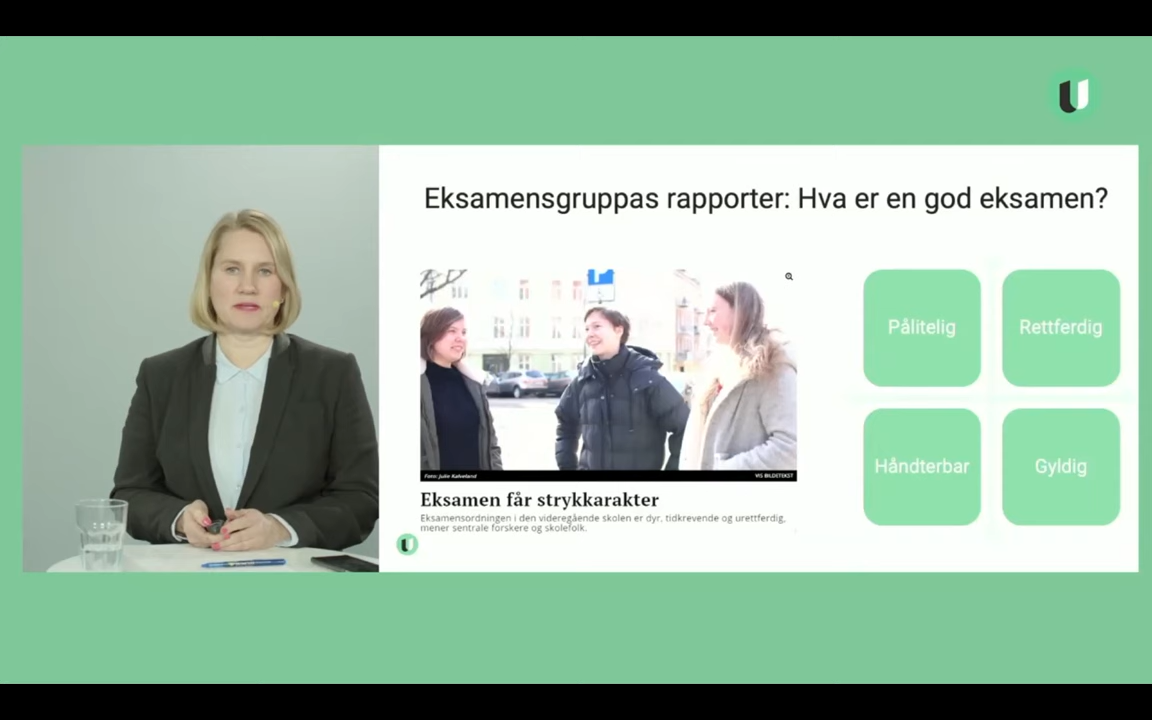 Eksamensgruppas rapporter: Hva er en god eksamen?
Foto: Julie Kalveland
VIS BILDETEKST
Eksamen får strykkarakter
Eksamensordningen i den videregående skolen er dyr, tidkrevende og urettferdig,
mener sentrale forskere og skolefolk.
Pålitelig
Rettferdig
Håndterbar
Gyldig